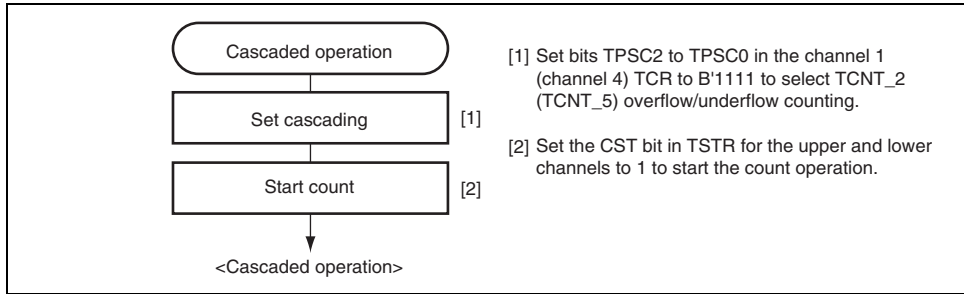 Cascaded operation
Set cascading
[1]
Start count
[2]
<Cascaded operation>
[1] Set bits TPSC2 to TPSC0 in the channel 1
(channel 4) TCR to B'1111 to select TCNT_2
(TCNT_5) overflow/underflow counting.
[2] Set the CST bit in TSTR for the upper and lower
channels to 1 to start the count operation.